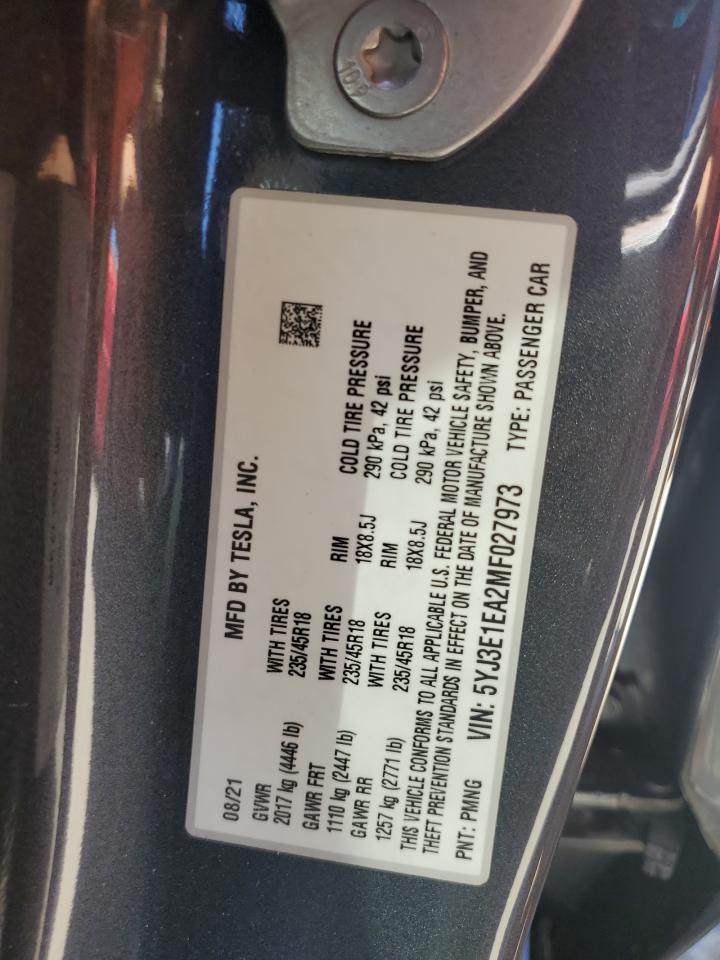 10.9
08/21 MFD BY TESLA, INC.
GVWR WITH TIRES
2017 kg (4446 lb) 235/45R18
GAWR FRT WITH TIRES RIM COLD TIRE PRESSURE
1110 kg (2447 lb) 235/45R18 18X8.5J 290 kPa, 42 psi
GAWR RR WITH TIRES RIM COLD TIRE PRESSURE
1257 kg (2771 lb) 235/45R18 18X8.5J 290 kPa, 42 psi
THIS VEHICLE CONFORMS TO ALL APPLICABLE U.S. FEDERAL MOTOR VEHICLE SAFETY, BUMPER, AND
THEFT PREVENTION STANDARDS IN EFFECT ON THE DATE OF MANUFACTURE SHOWN ABOVE.
PNT: PMNG VIN: 5YJ3E1EA2MF027973 TYPE: PASSENGER CAR